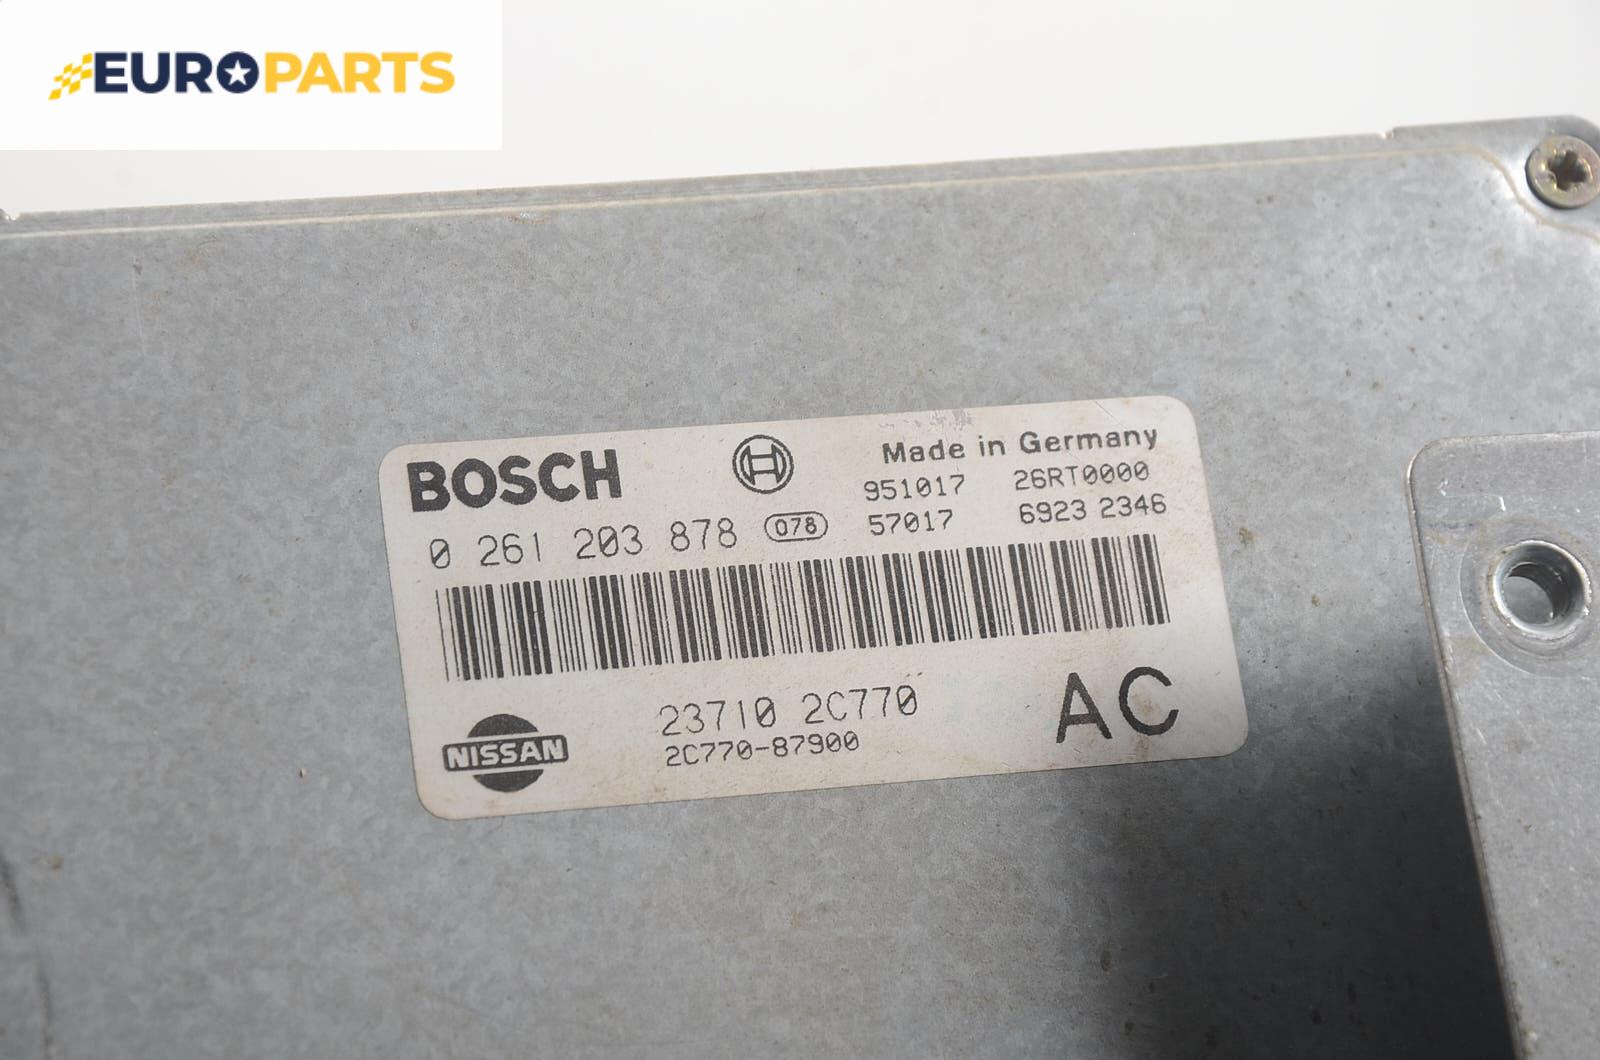 EUROPARTS
BOSCH
Made in Germany
951017 26RT0000
0 261 203 878 078 57017 6923 2346
23710 2C770 AC
2C770-87900
NISSAN